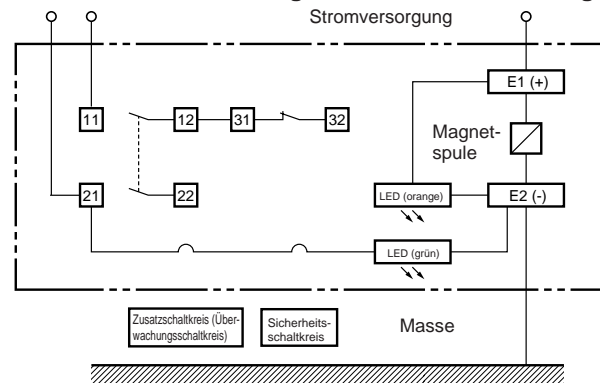 Stromversorgung
E1 (+)
11
12
31
32
Magnet-
spule
21
22
LED (orange)
E2 (-)
LED (grün)
Zusatzschaltkreis (Über-
wachungsschaltkreis)
Sicherheits-
schaltkreis
Masse